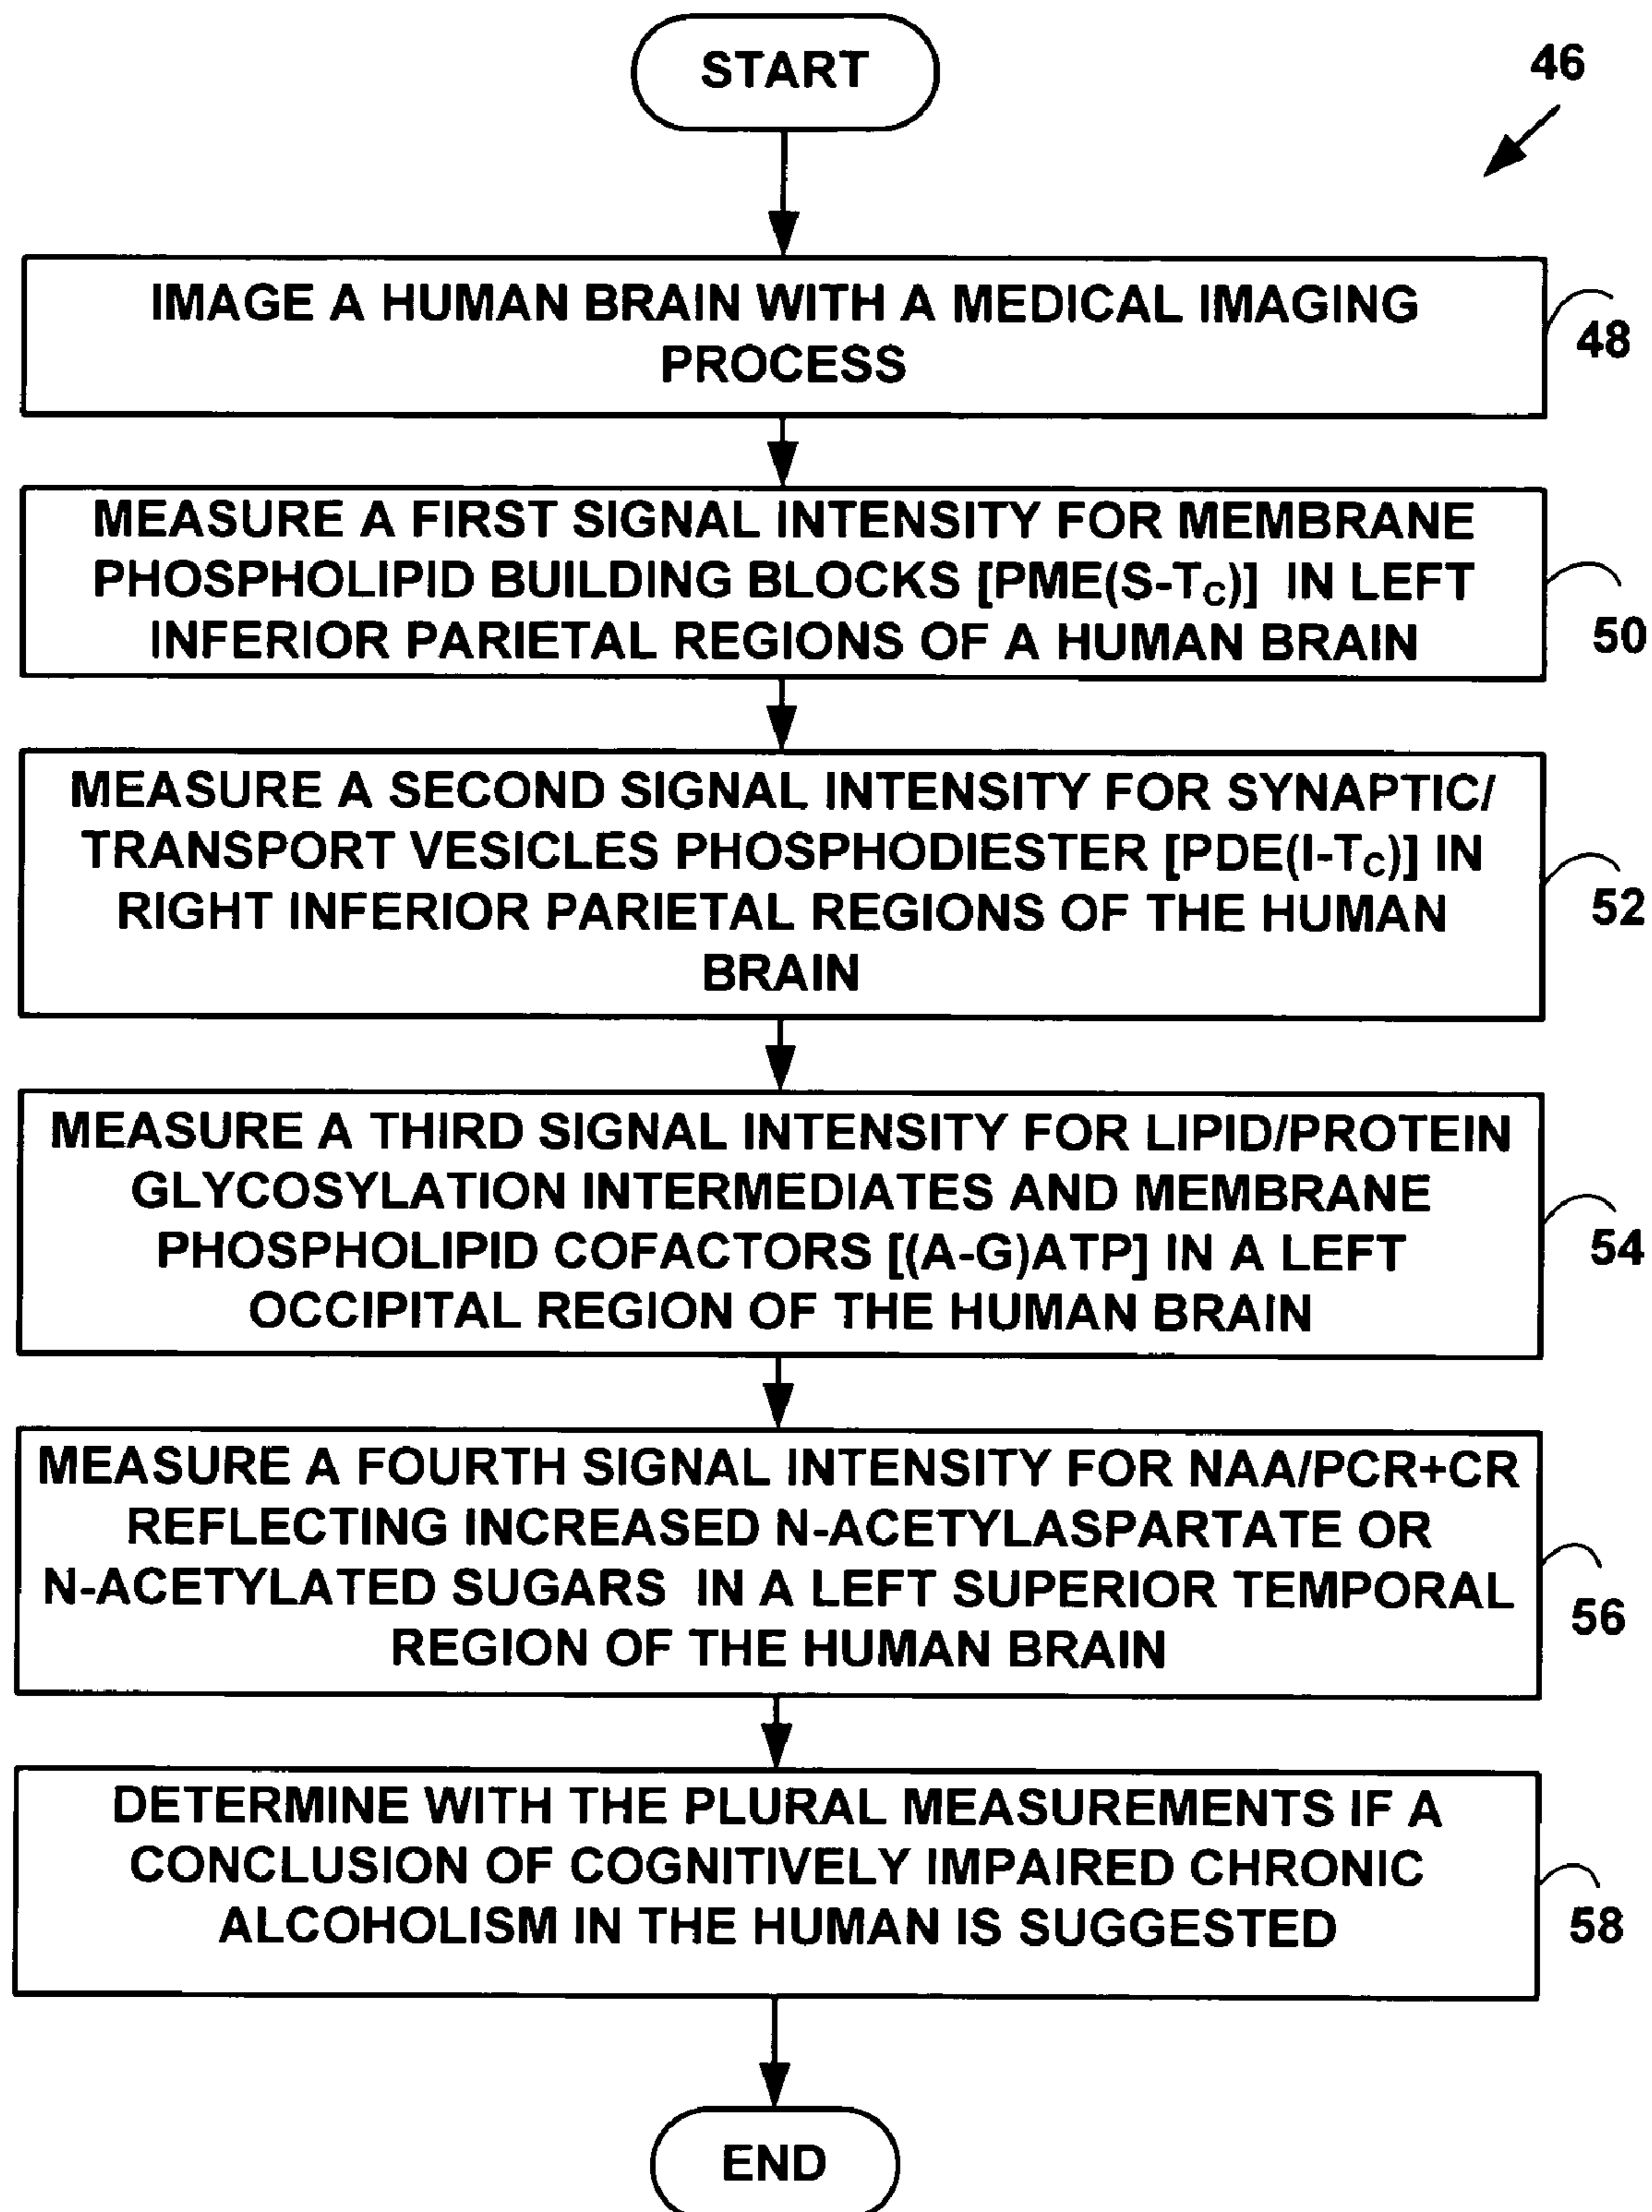 START
46
IMAGE A HUMAN BRAIN WITH A MEDICAL IMAGING
PROCESS
48
MEASURE A FIRST SIGNAL INTENSITY FOR MEMBRANE
PHOSPHOLIPID BUILDING BLOCKS [PME(S-TC)] IN LEFT
INFERIOR PARIETAL REGIONS OF A HUMAN BRAIN
50
MEASURE A SECOND SIGNAL INTENSITY FOR SYNAPTIC/
TRANSPORT VESICLES PHOSPHODIESTER [PDE(I-TC)] IN
RIGHT INFERIOR PARIETAL REGIONS OF THE HUMAN
BRAIN
52
MEASURE A THIRD SIGNAL INTENSITY FOR LIPID/PROTEIN
GLYCOSYLATION INTERMEDIATES AND MEMBRANE
PHOSPHOLIPID COFACTORS [(A-G)ATP] IN A LEFT
OCCIPITAL REGION OF THE HUMAN BRAIN
54
MEASURE A FOURTH SIGNAL INTENSITY FOR NAA/PCR+CR
REFLECTING INCREASED N-ACETYLASPARTATE OR
N-ACETYLATED SUGARS IN A LEFT SUPERIOR TEMPORAL
REGION OF THE HUMAN BRAIN
56
DETERMINE WITH THE PLURAL MEASUREMENTS IF A
CONCLUSION OF COGNITIVELY IMPAIRED CHRONIC
ALCOHOLISM IN THE HUMAN IS SUGGESTED
58
END